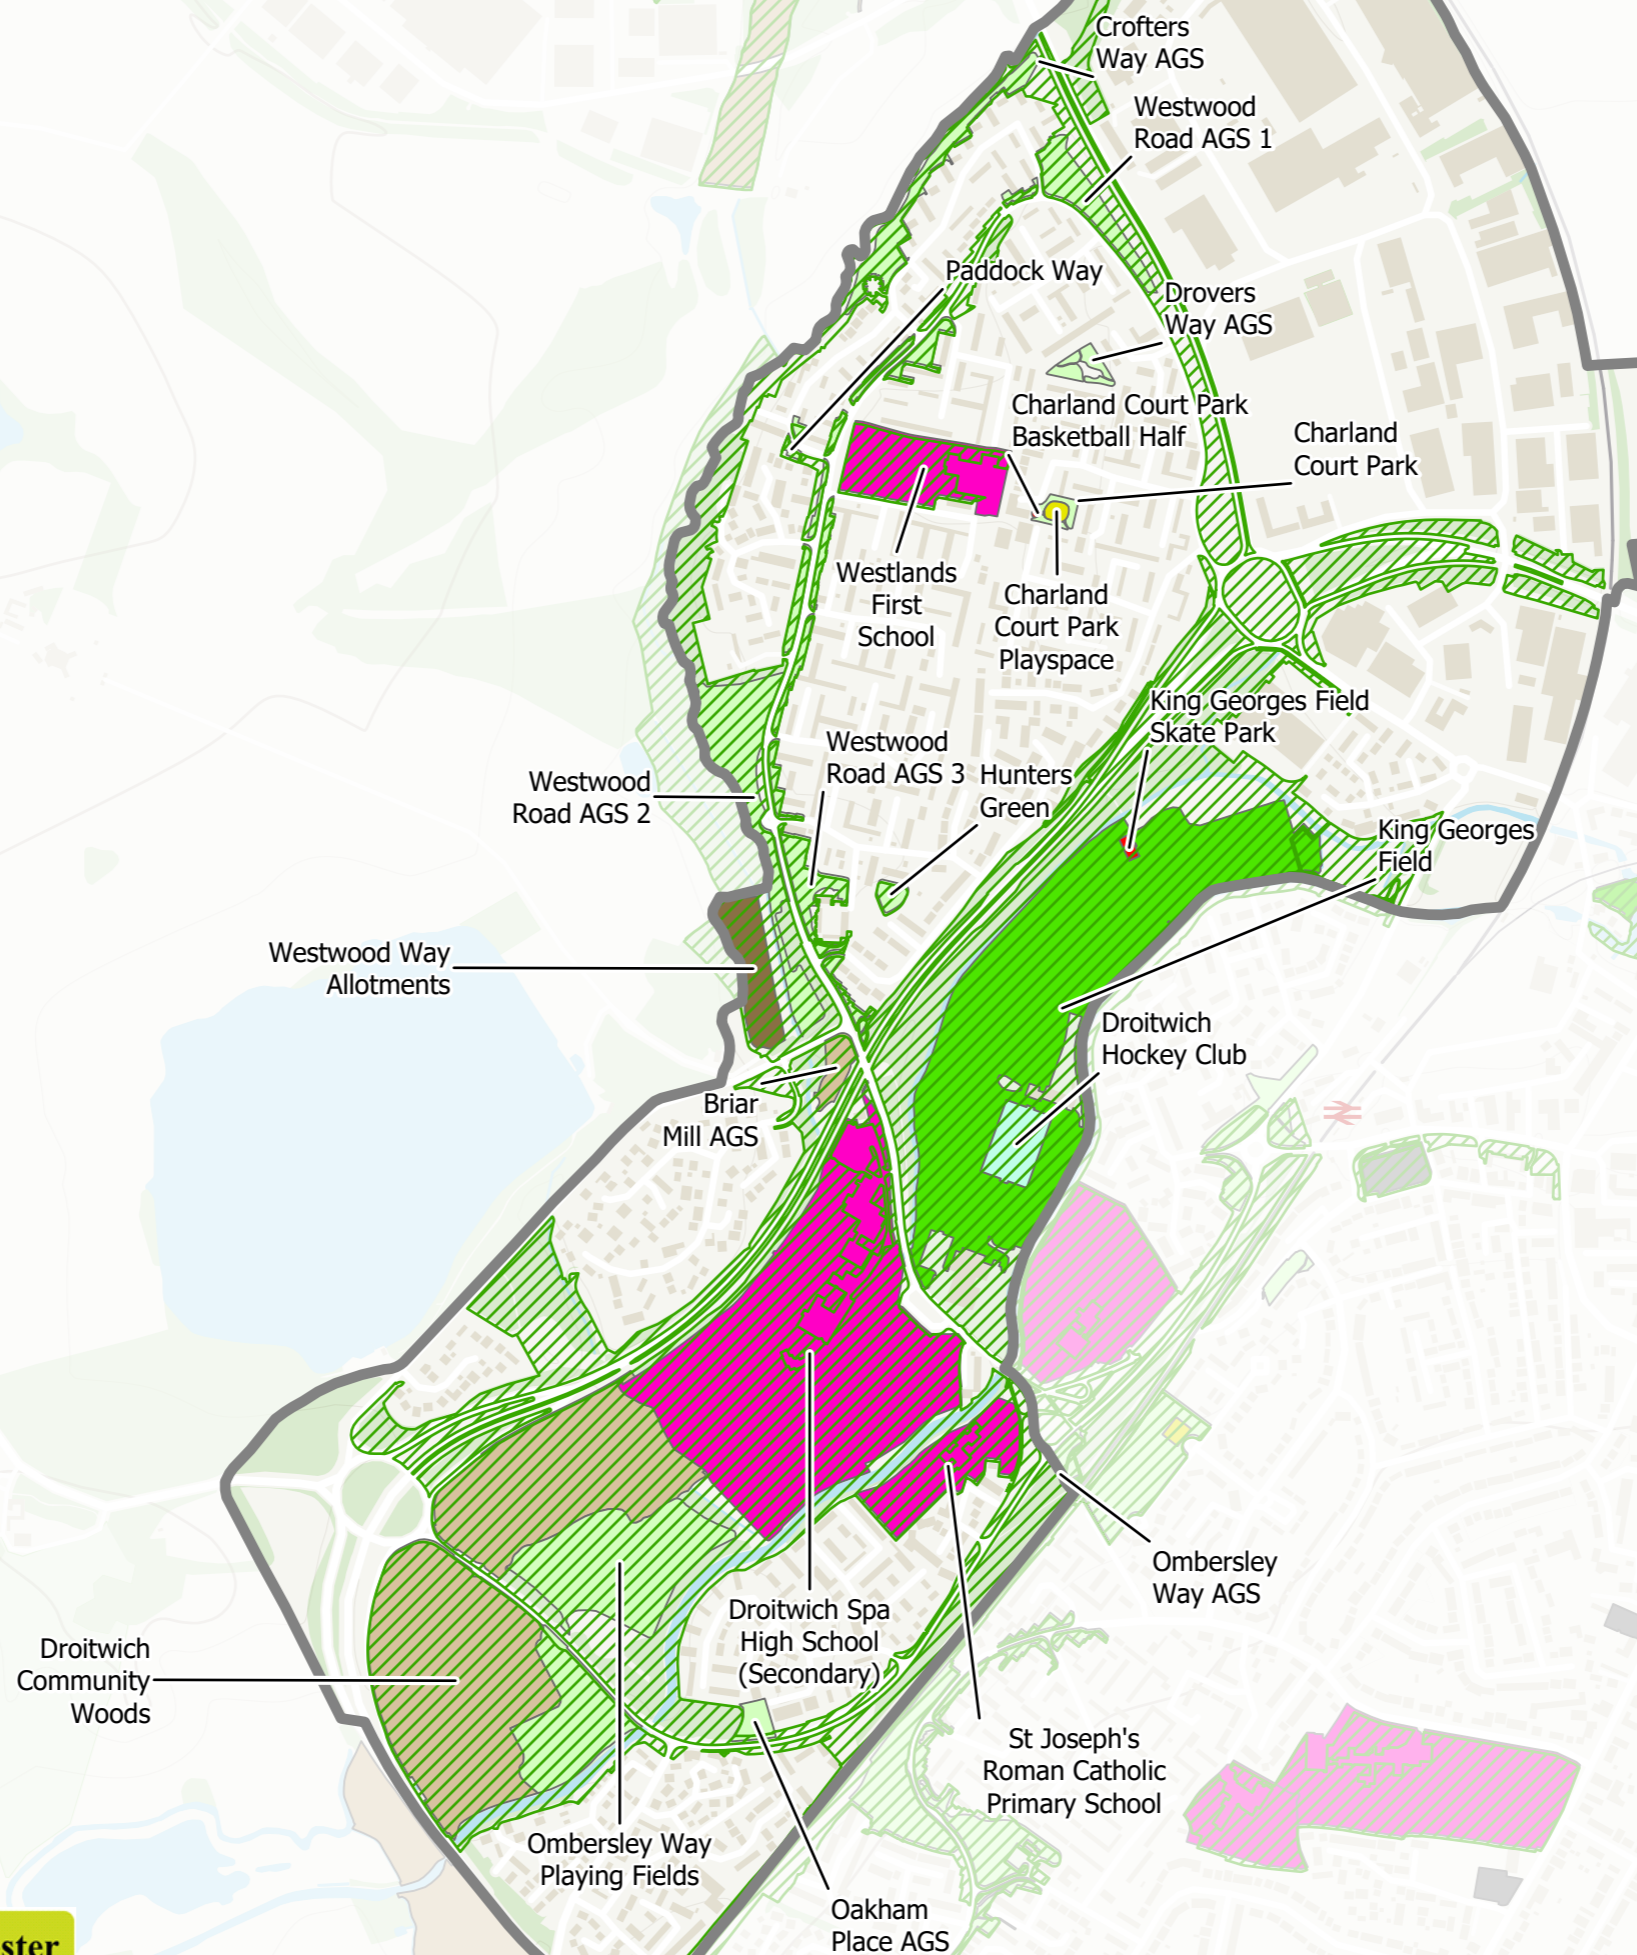 Crofters
Way AGS
Westwood
Road AGS 1
Paddock Way
Drovers
Way AGS
Charland Court Park
Basketball Half
Charland
Court Park
Westlands
First
School
Charland
Court Park
Playspace
King Georges Field
Skate Park
Westwood
Road AGS 3
Hunters
Green
Westwood
Road AGS 2
King Georges
Field
Westwood Way
Allotments
Droitwich
Hockey Club
Briar
Mill AGS
Ombersley
Way AGS
Droitwich Spa
High School
(Secondary)
Droitwich
Community
Woods
St Joseph's
Roman Catholic
Primary School
Ombersley Way
Playing Fields
Oakham
Place AGS